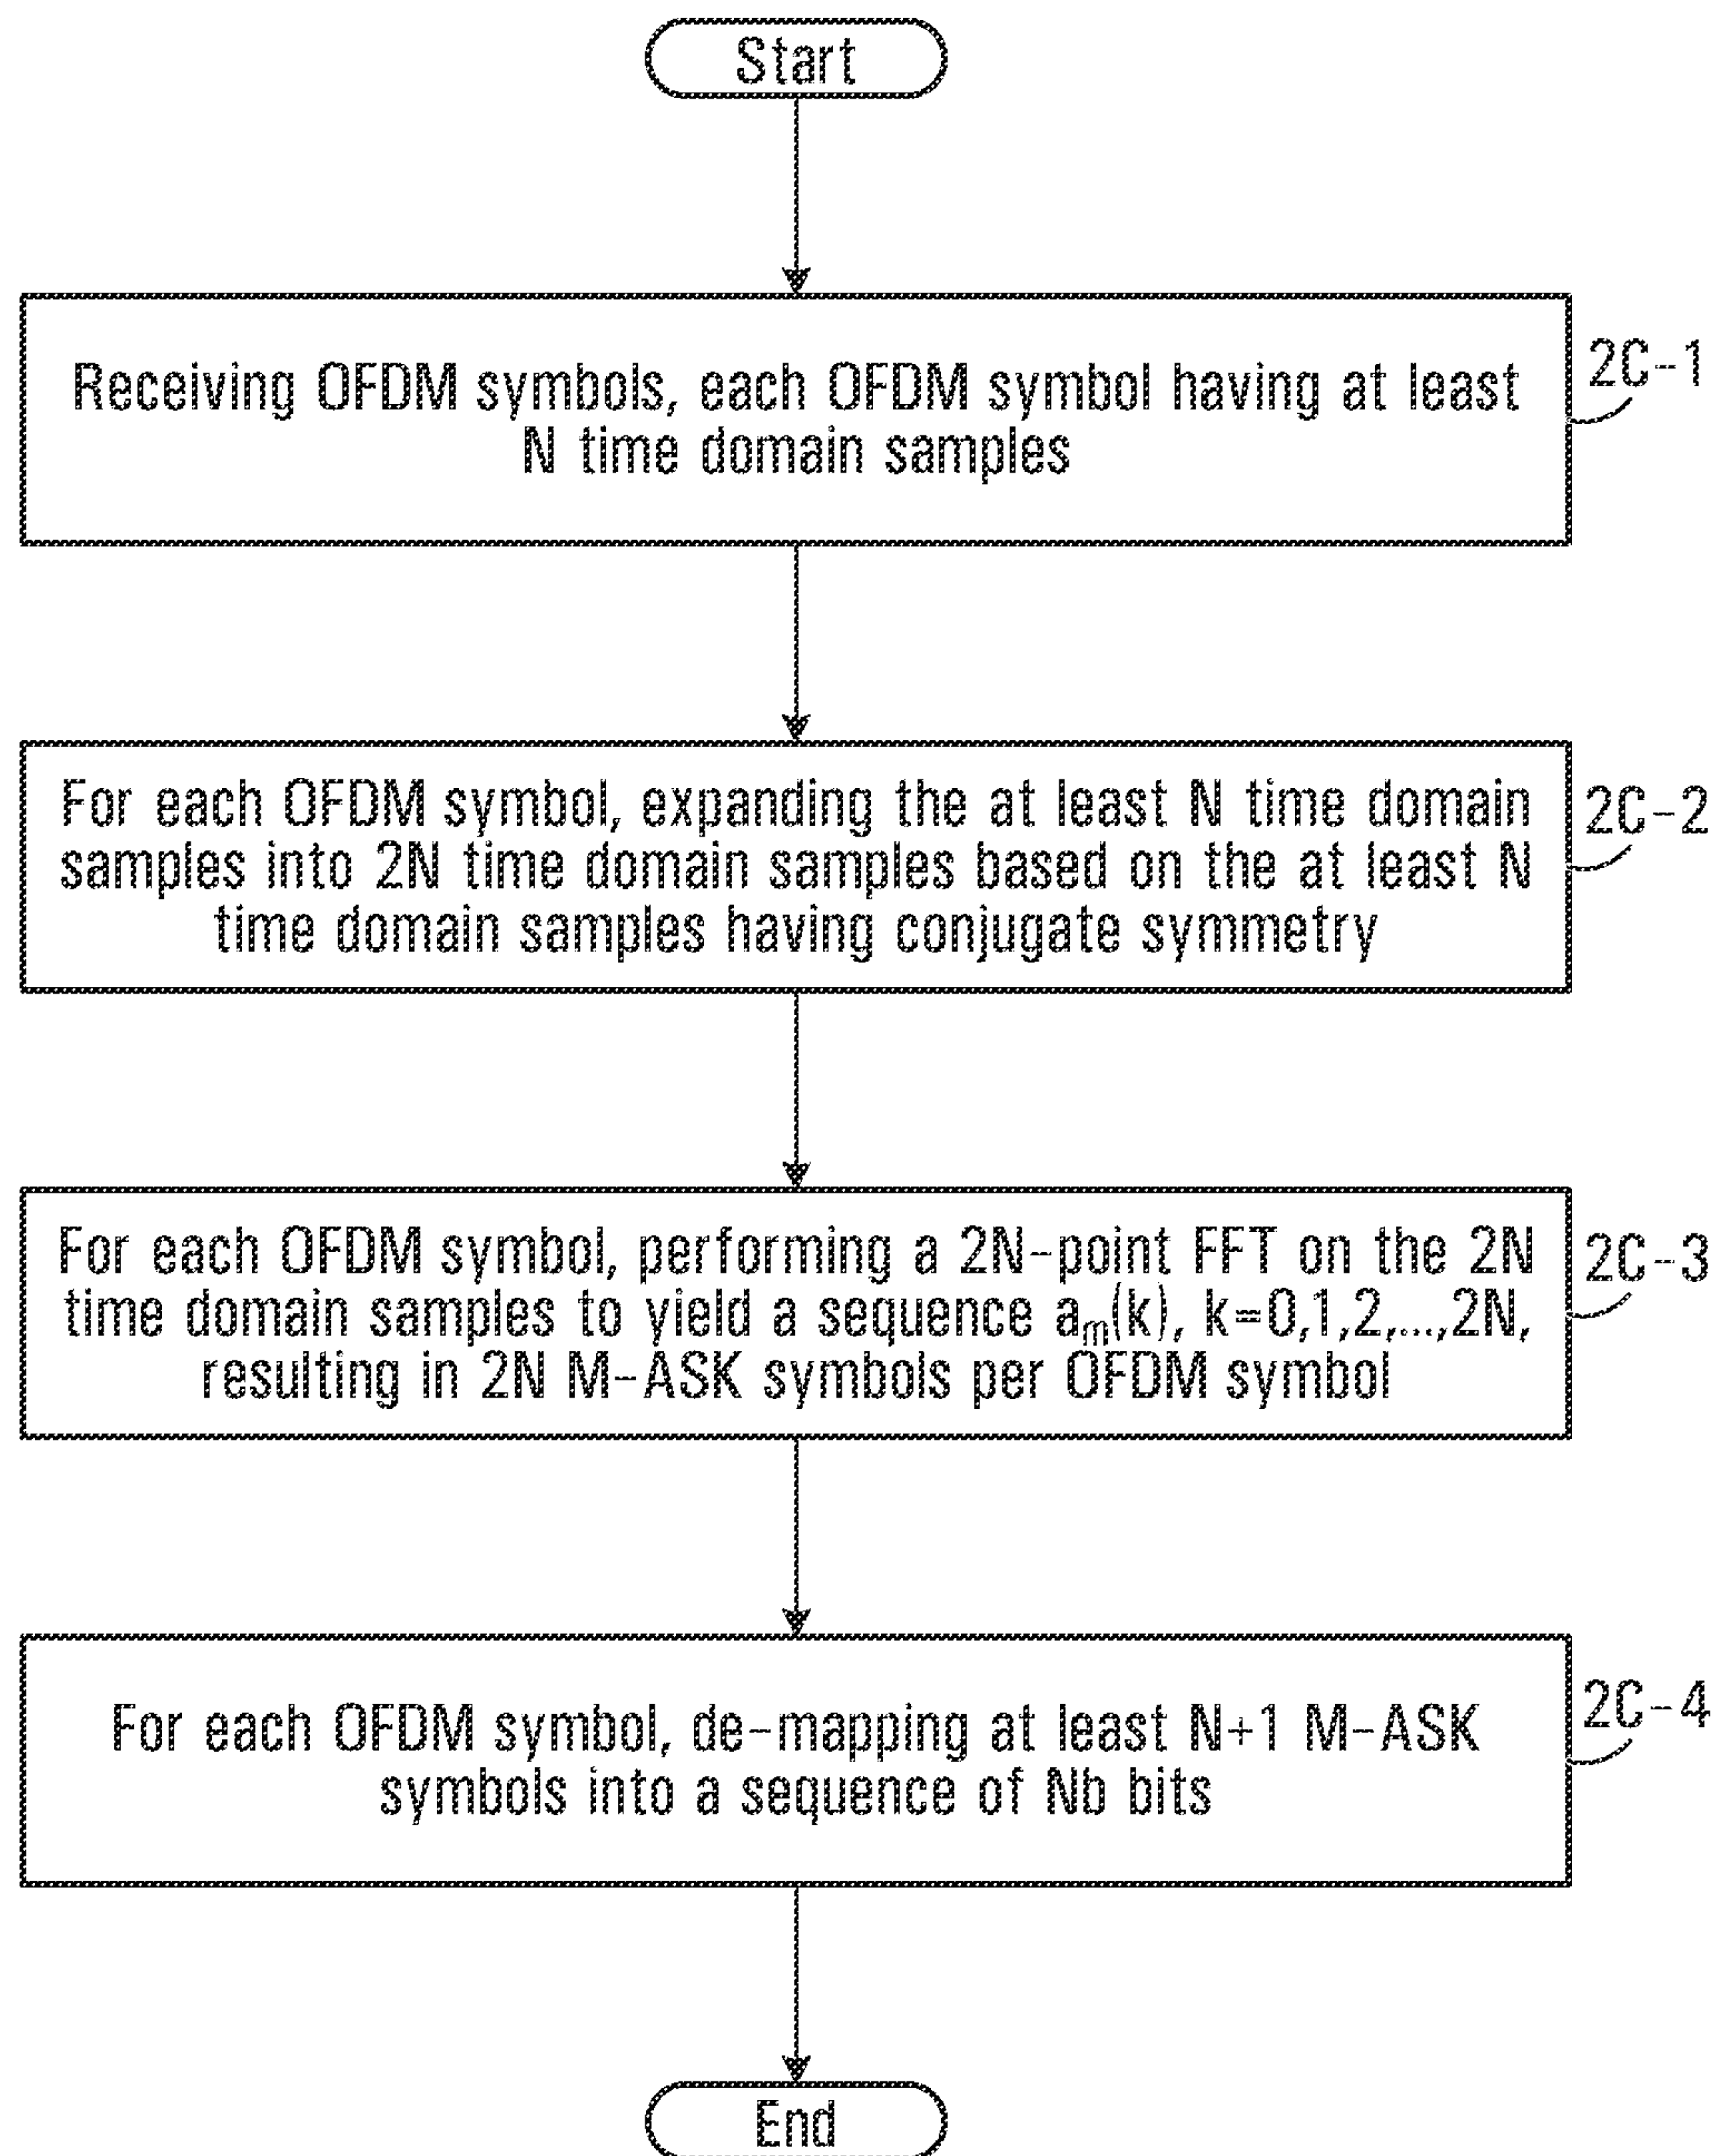 Start
Receiving OFDM symbols, each OFDM symbol having at least
N time domain samples
2C-1
For each OFDM symbol, expanding the at least N time domain
samples into 2N time domain samples based on the at least N
time domain samples having conjugate symmetry
2C-2
For each OFDM symbol, performing a 2N-point FFT on the 2N
time domain samples to yield a sequence am(k), k=0,1,2,...,2N,
resulting in 2N M-ASK symbols per OFDM symbol
2C-3
For each OFDM symbol, de-mapping at least N+1 M-ASK
symbols into a sequence of Nb bits
2C-4
End